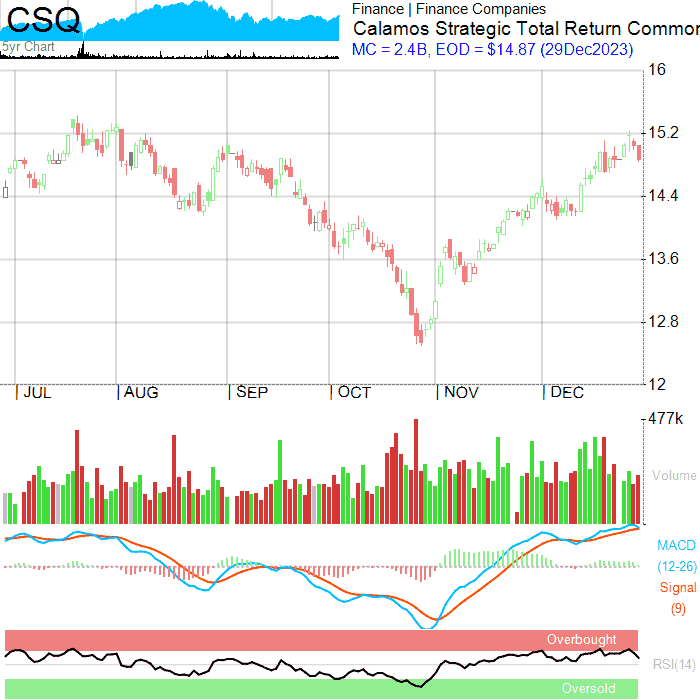 CSQ
5yr Chart
Finance | Finance Companies
Calamos Strategic Total Return Common
MC = 2.4B, EOD = $14.87 (29Dec2023)
16
15.2
14.4
13.6
12.8
12
| JUL | AUG | SEP | OCT | NOV | DEC
477k
Volume
MACD
(12-26)
Signal
(9)
Overbought
RSI(14)
Oversold